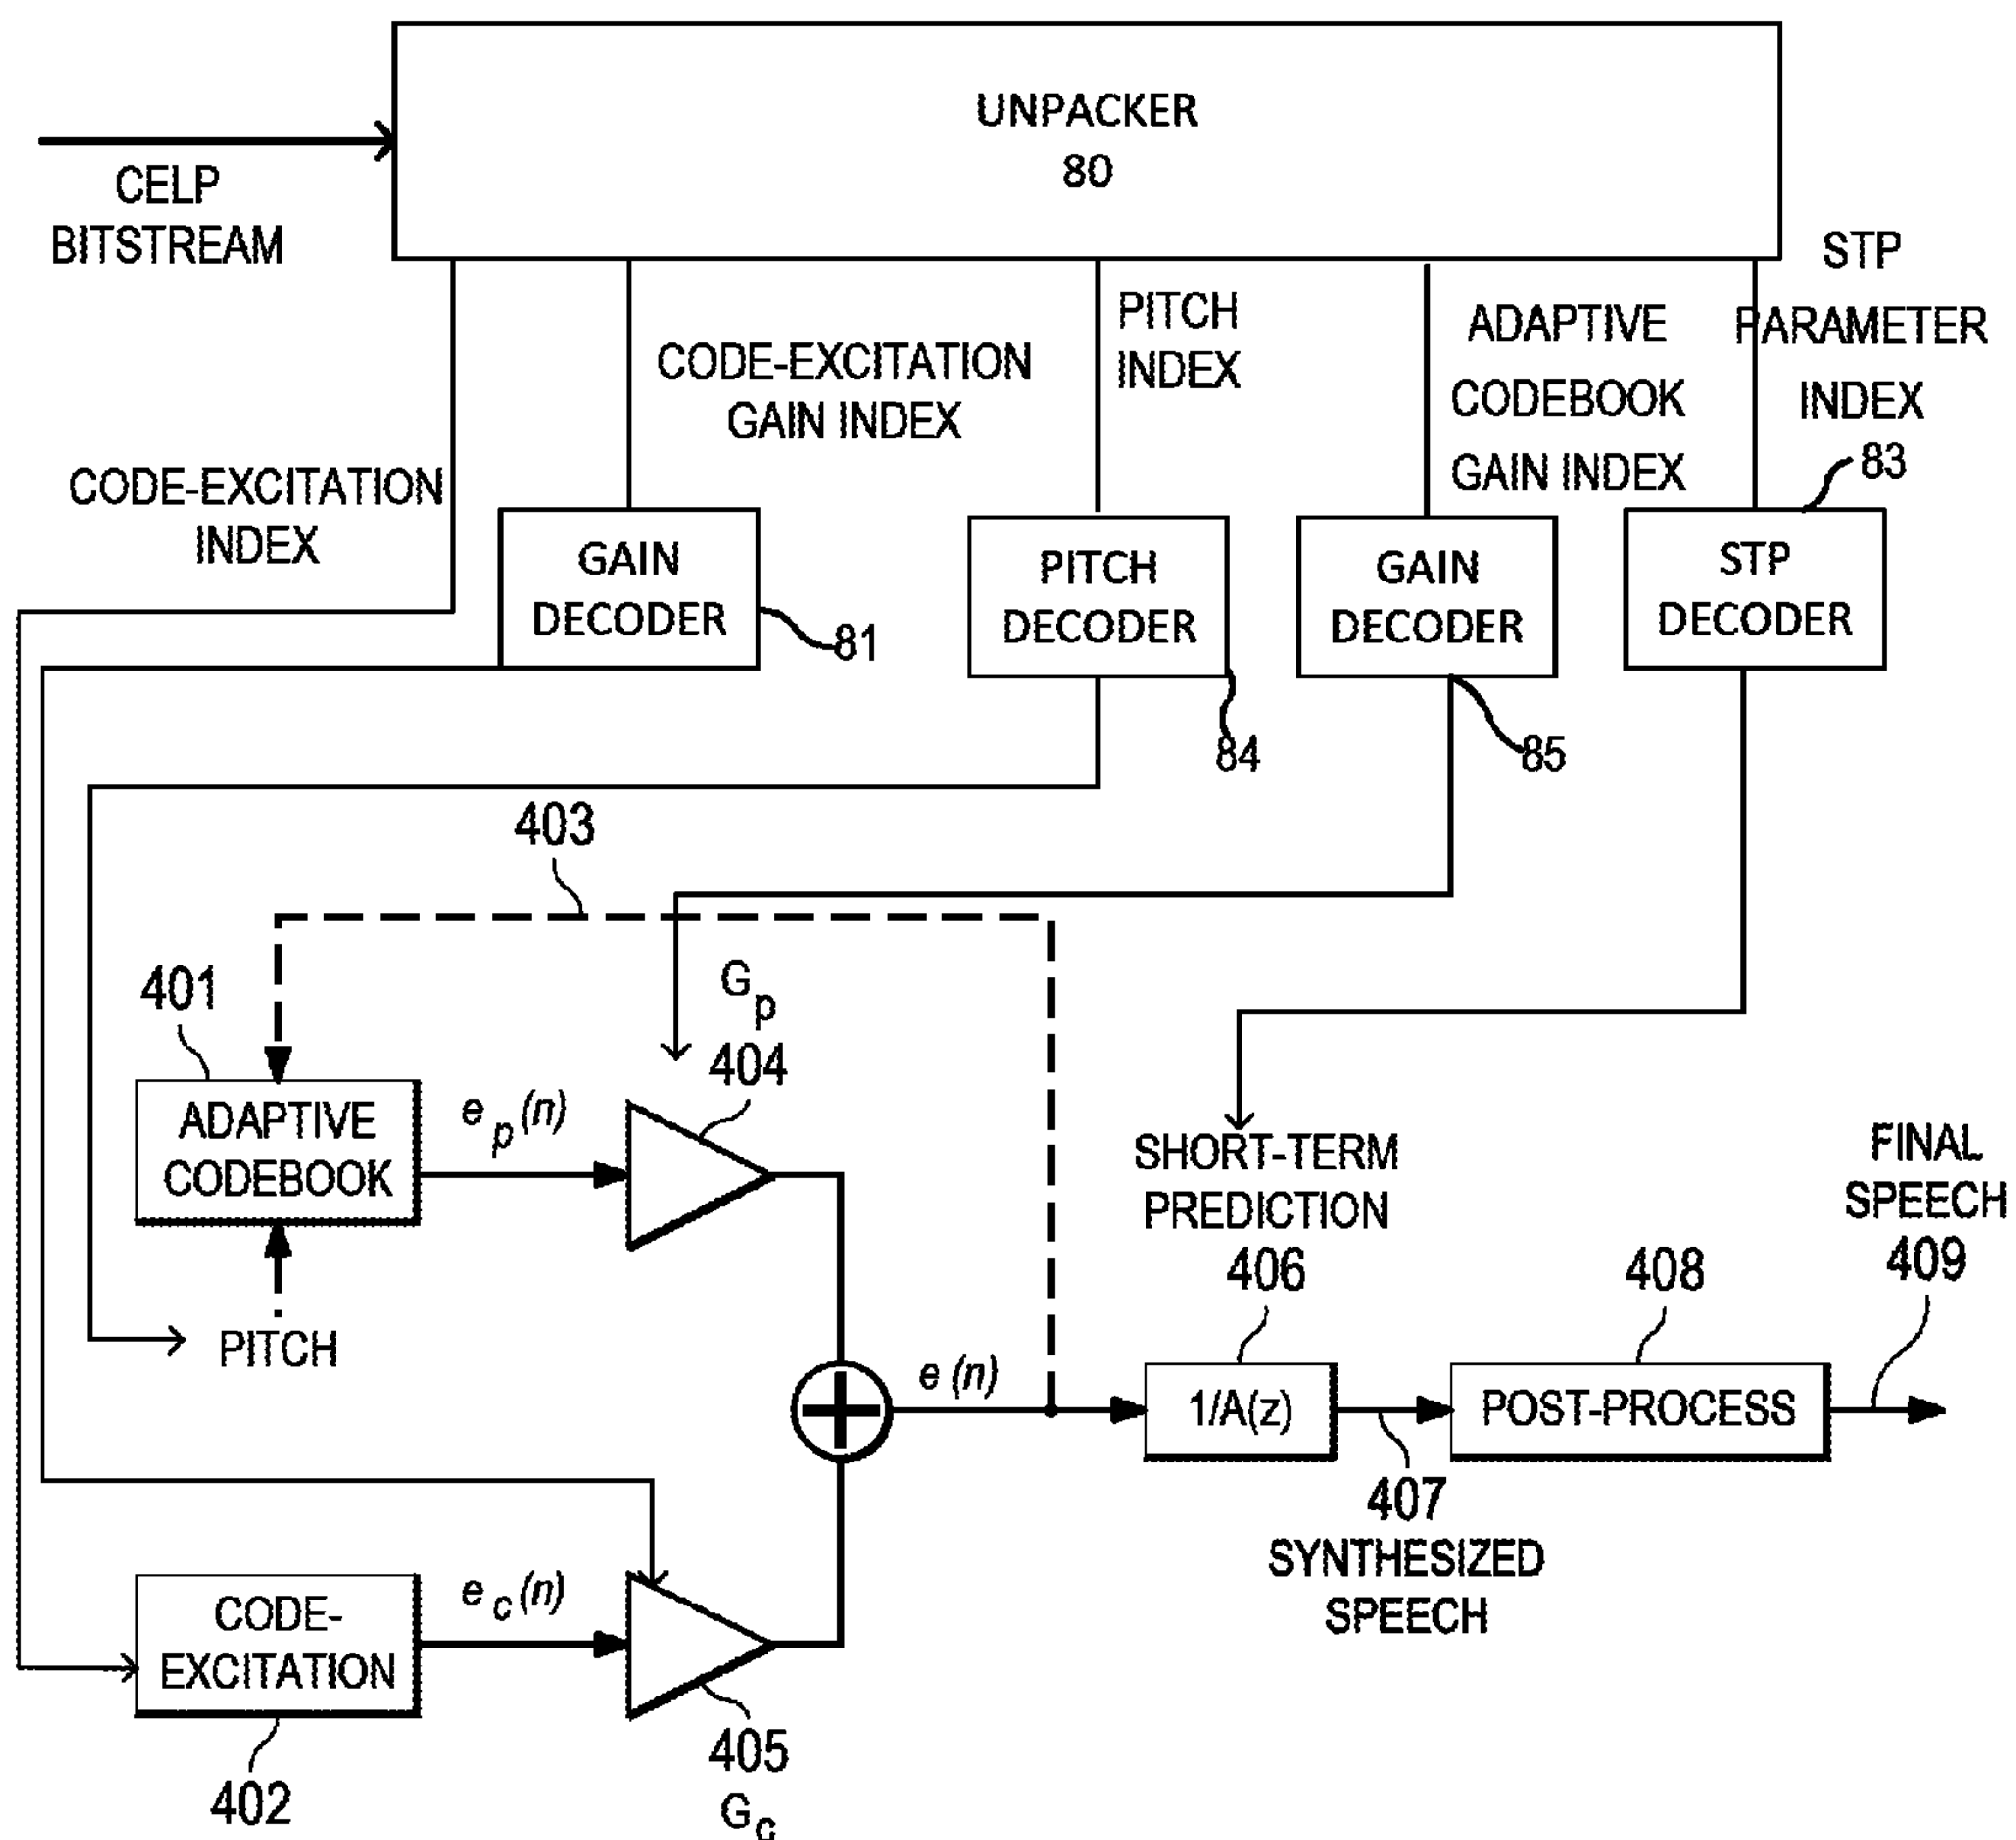 UNPACKER
80
CELP
BITSTREAM
CODE-EXCITATION
INDEX
CODE-EXCITATION
GAIN INDEX
PITCH
INDEX
ADAPTIVE
CODEBOOK
GAIN INDEX
STP
PARAMETER
INDEX
83
GAIN
DECODER
81
PITCH
DECODER
84
GAIN
DECODER
85
STP
DECODER
403
401
ADAPTIVE
CODEBOOK
PITCH
e p (n)
G p
404
SHORT-TERM
PREDICTION
406
1/A(z)
e (n)
408
POST-PROCESS
FINAL
SPEECH
409
407
SYNTHESIZED
SPEECH
CODE-
EXCITATION
402
e c (n)
405
G c